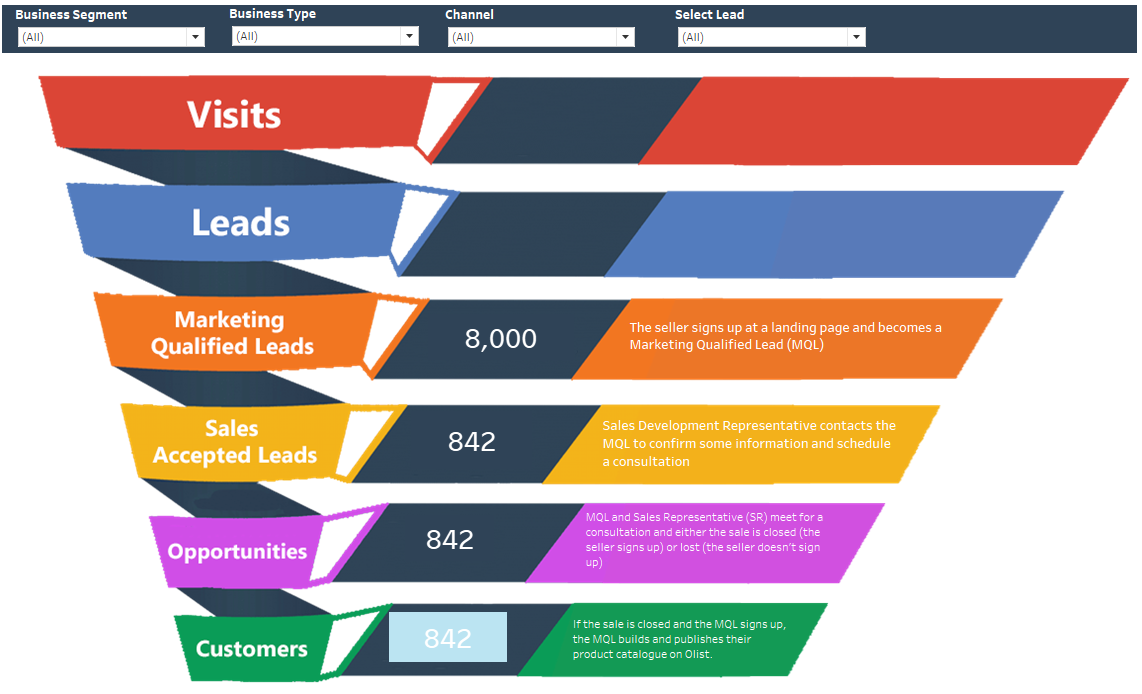 Business Segment
Business Type
Channel
Select Lead
(All)
(All)
(All)
(All)
Visits
Leads
Marketing
Qualified Leads
8,000
The seller signs up at a landing page and becomes a
Marketing Qualified Lead (MQL)
Sales
Accepted Leads
842
Sales Development Representative contacts the
MQL to confirm some information and schedule
a consultation
Opportunities
842
MQL and Sales Representative (SR) meet for a
consultation and either the sale is closed (the
seller signs up) or lost (the seller doesn't sign
up)
Customers
842
If the sale is closed and the MQL signs up,
the MQL builds and publishes their
product catalogue on Olist.